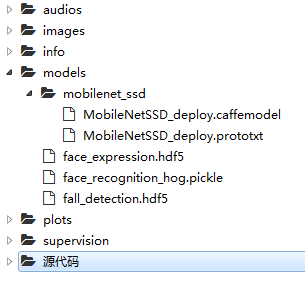 audios
images
info
models
mobilenet_ssd
MobileNetSSD_deploy.caffemodel
MobileNetSSD_deploy.prototxt
face_expression.hdf5
face_recognition_hog.pickle
fall_detection.hdf5
plots
supervision
源代码